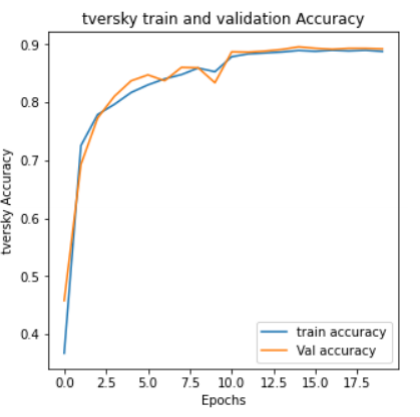 tversky train and validation Accuracy
tversky Accuracy
0.9
0.8
0.7
0.6
0.5
0.4
train accuracy
Val accuracy
0.0 2.5 5.0 7.5 10.0 12.5 15.0 17.5
Epochs